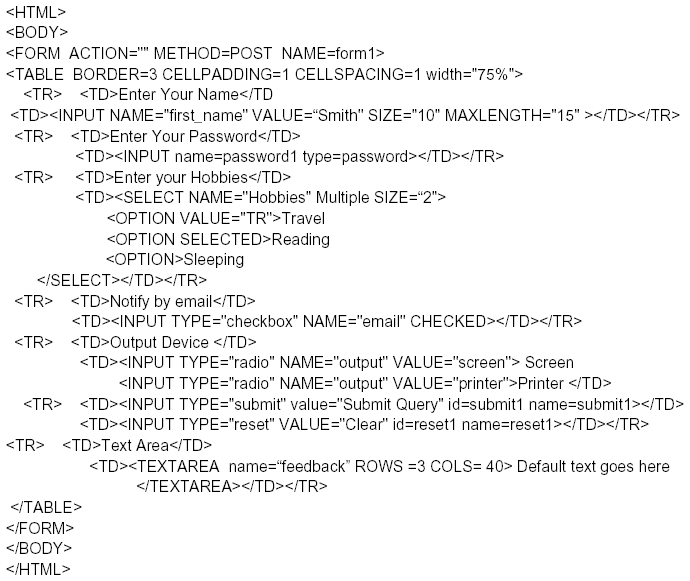 <HTML>
<BODY>
<FORM ACTION="" METHOD=POST NAME=form1>
<TABLE BORDER=3 CELLPADDING=1 CELLSPACING=1 width="75%">
<TR> <TD>Enter Your Name</TD
<TD><INPUT NAME="first_name" VALUE=“Smith" SIZE="10" MAXLENGTH="15" ></TD></TR>
<TR> <TD>Enter Your Password</TD>
<TD><INPUT name=password1 type=password></TD></TR>
<TR> <TD>Enter your Hobbies</TD>
<TD><SELECT NAME="Hobbies" Multiple SIZE=“2”>
<OPTION VALUE="TR">Travel
<OPTION SELECTED>Reading
<OPTION>Sleeping
</SELECT></TD></TR>
<TR> <TD>Notify by email</TD>
<TD><INPUT TYPE="checkbox" NAME="email" CHECKED></TD></TR>
<TR> <TD>Output Device </TD>
<TD><INPUT TYPE="radio" NAME="output" VALUE="screen"> Screen
<INPUT TYPE="radio" NAME="output" VALUE="printer">Printer </TD>
<TR> <TD><INPUT TYPE="submit" value="Submit Query" id=submit1 name=submit1></TD>
<TD><INPUT TYPE="reset" VALUE="Clear" id=reset1 name=reset1></TD></TR>
<TR> <TD>Text Area</TD>
<TD><TEXTAREA name=“feedback” ROWS =3 COLS= 40> Default text goes here
</TEXTAREA></TD></TR>
</TABLE>
</FORM>
</BODY>
</HTML>